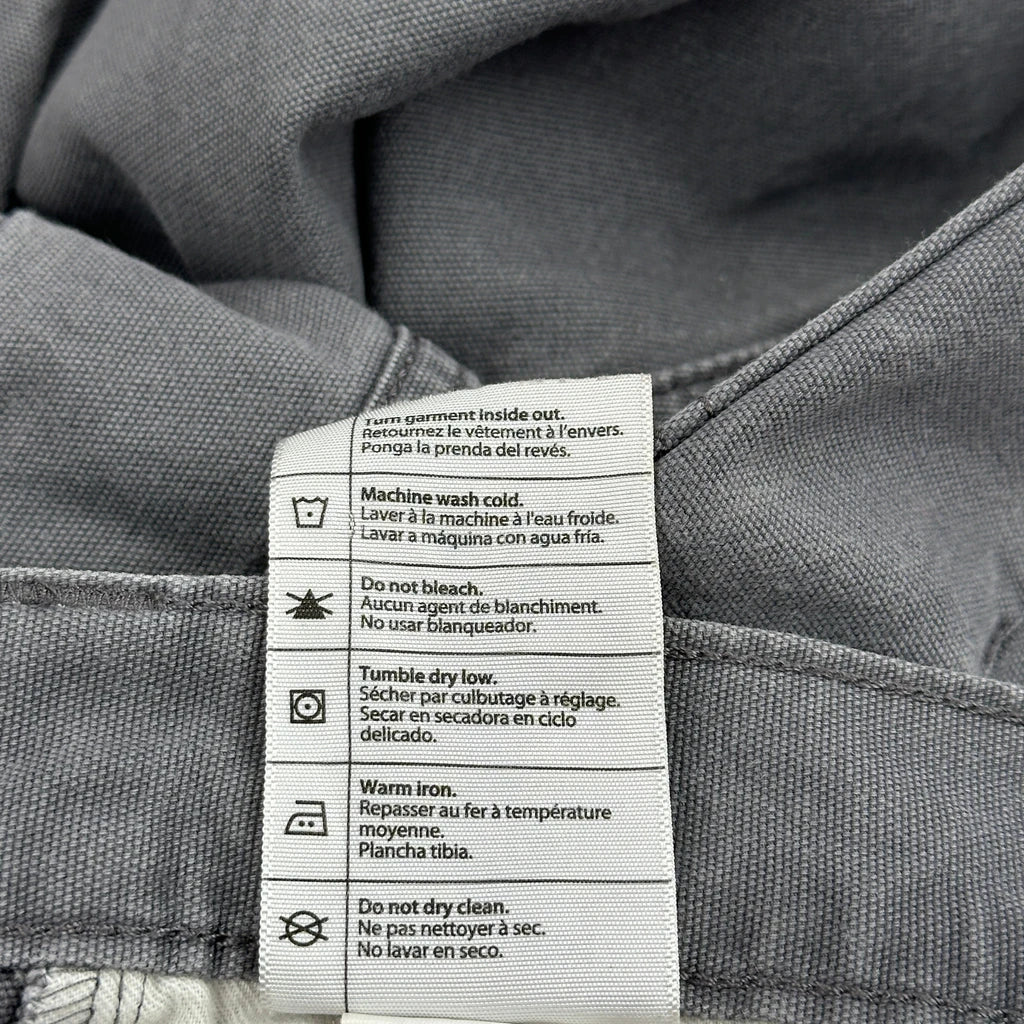 Turn garment inside out.
Retournez le vêtement à l'envers.
Ponga la prenda del revés.
Machine wash cold.
Laver à la machine à l'eau froide.
Lavar a máquina con agua fría.
Do not bleach.
Aucun agent de blanchiment.
No usar blanqueador.
Tumble dry low.
Sécher par culbutage à réglage.
Secar en secadora en ciclo
delicado.
Warm iron.
Repasser au fer à température
moyenne.
Plancha tibia.
Do not dry clean.
Ne pas nettoyer à sec.
No lavar en seco.